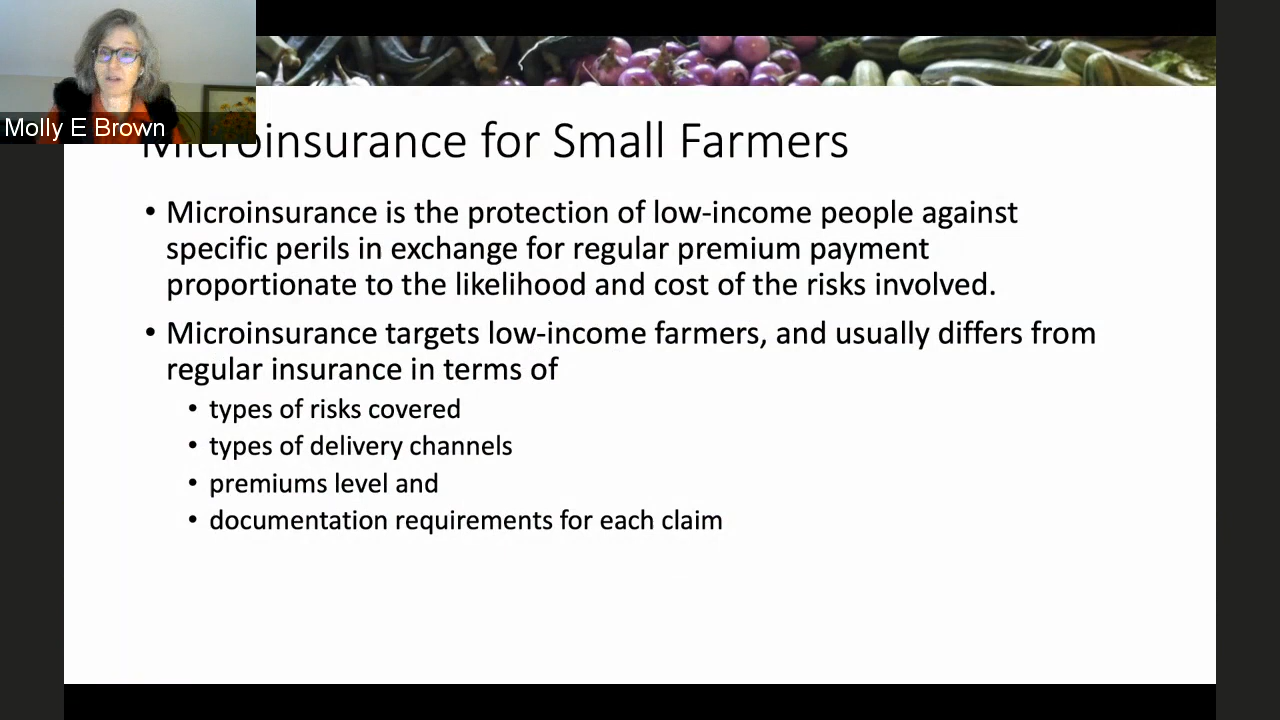 Molly E Brown
Microinsurance for Small Farmers
• Microinsurance is the protection of low-income people against
specific perils in exchange for regular premium payment
proportionate to the likelihood and cost of the risks involved.
• Microinsurance targets low-income farmers, and usually differs from
regular insurance in terms of
• types of risks covered
• types of delivery channels
• premiums level and
• documentation requirements for each claim